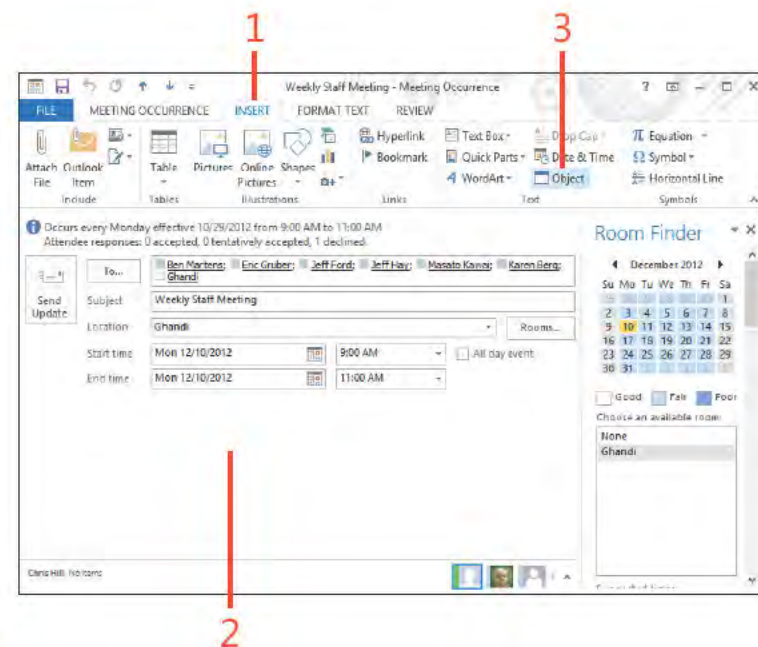 1
3
Weekly Staff Meeting - Meeting Occurrence
FILE MEETING OCCURRENCE INSERT FORMAT TEXT REVIEW
Attach File
Outlook Item
Table
Pictures
Online Pictures
Shapes
Hyperlink
Bookmark
Text Box
Quick Parts
WordArt
Drop Cap
Date & Time
Object
Equation
Symbol
Horizontal Line
Include Tables Illustrations Links Text Symbols
Occurs every Monday effective 10/29/2012 from 9:00 AM to 11:00 AM
Attendee responses: 0 accepted, 0 tentatively accepted, 1 declined.
Send Update
To...
Ben Martens; Eric Gruber; Jeff Ford; Jeff Hay; Masato Kawai; Karen Berg;
Ghandi
Subject Weekly Staff Meeting
Location Ghandi Rooms...
Start time Mon 12/10/2012 9:00 AM All day event
End time Mon 12/10/2012 11:00 AM
Room Finder
December 2012
Su Mo Tu We Th Fr Sa
1
2 3 4 5 6 7 8
9 10 11 12 13 14 15
16 17 18 19 20 21 22
23 24 25 26 27 28 29
30 31
Good Fair Poor
Choose an available room:
None
Ghandi
Chris Hill No Items
2